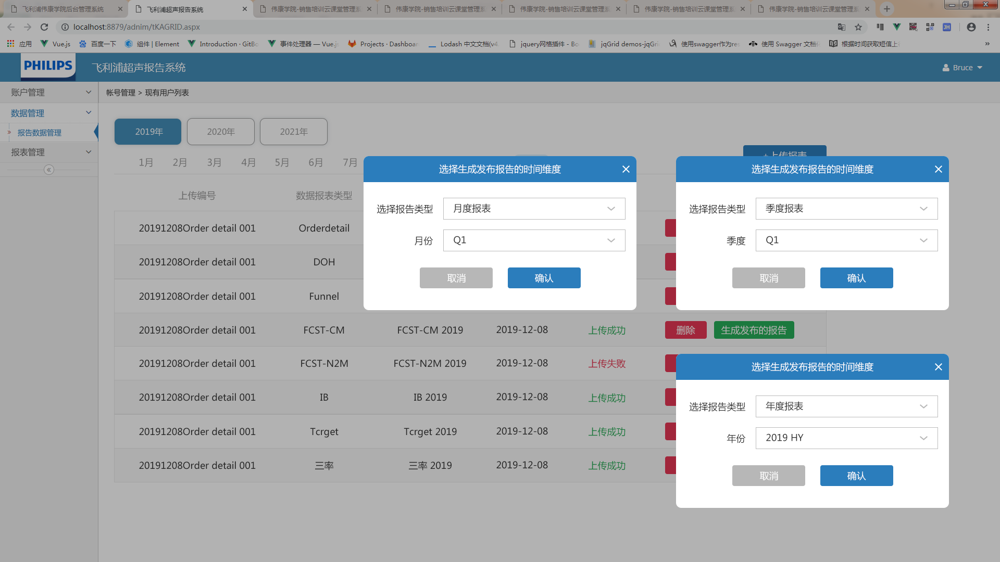 飞利浦伟康学院后台管理系统
飞利浦超声报告系统
伟康学院-销售培训云课堂管理系
伟康学院-销售培训云课堂管理系
伟康学院-销售培训云课堂管理系
伟康学院-销售培训云课堂管理系
伟康学院-销售培训云课堂管理系
localhost:8879/adnim/tKAGRID.aspx
应用
Vue.js
百度一下
组件 | Element
Introduction · GitBo
事件处理器 — Vue.js
Projects · Dashboar
Lodash 中文文档(v4.
jquery网格插件 - Bo
jqGrid demos-jqGri
使用swagger作为res
使用 Swagger 文档
根据时间获取短信上
PHILIPS
飞利浦超声报告系统
Bruce
账户管理
数据管理
报告数据管理
报表管理
帐号管理 > 现有用户列表
2019年
2020年
2021年
1月
2月
3月
4月
5月
6月
7月
+上传报表
上传编号
数据报表类型
20191208Order detail 001
Orderdetail
20191208Order detail 001
DOH
20191208Order detail 001
Funnel
20191208Order detail 001
FCST-CM
FCST-CM 2019
2019-12-08
上传成功
删除
生成发布的报告
20191208Order detail 001
FCST-N2M
FCST-N2M 2019
2019-12-08
上传失败
20191208Order detail 001
IB
IB 2019
2019-12-08
上传成功
20191208Order detail 001
Tcrget
Tcrget 2019
2019-12-08
上传成功
20191208Order detail 001
三率
三率 2019
2019-12-08
上传成功
选择生成发布报告的时间维度
选择报告类型
月度报表
月份
Q1
取消
确认
选择生成发布报告的时间维度
选择报告类型
季度报表
季度
Q1
取消
确认
选择生成发布报告的时间维度
选择报告类型
年度报表
年份
2019 HY
取消
确认